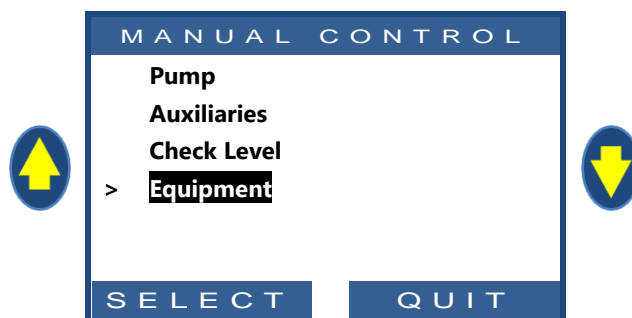 MANUAL CONTROL
Pump
Auxiliaries
Check Level
> Equipment
SELECT QUIT